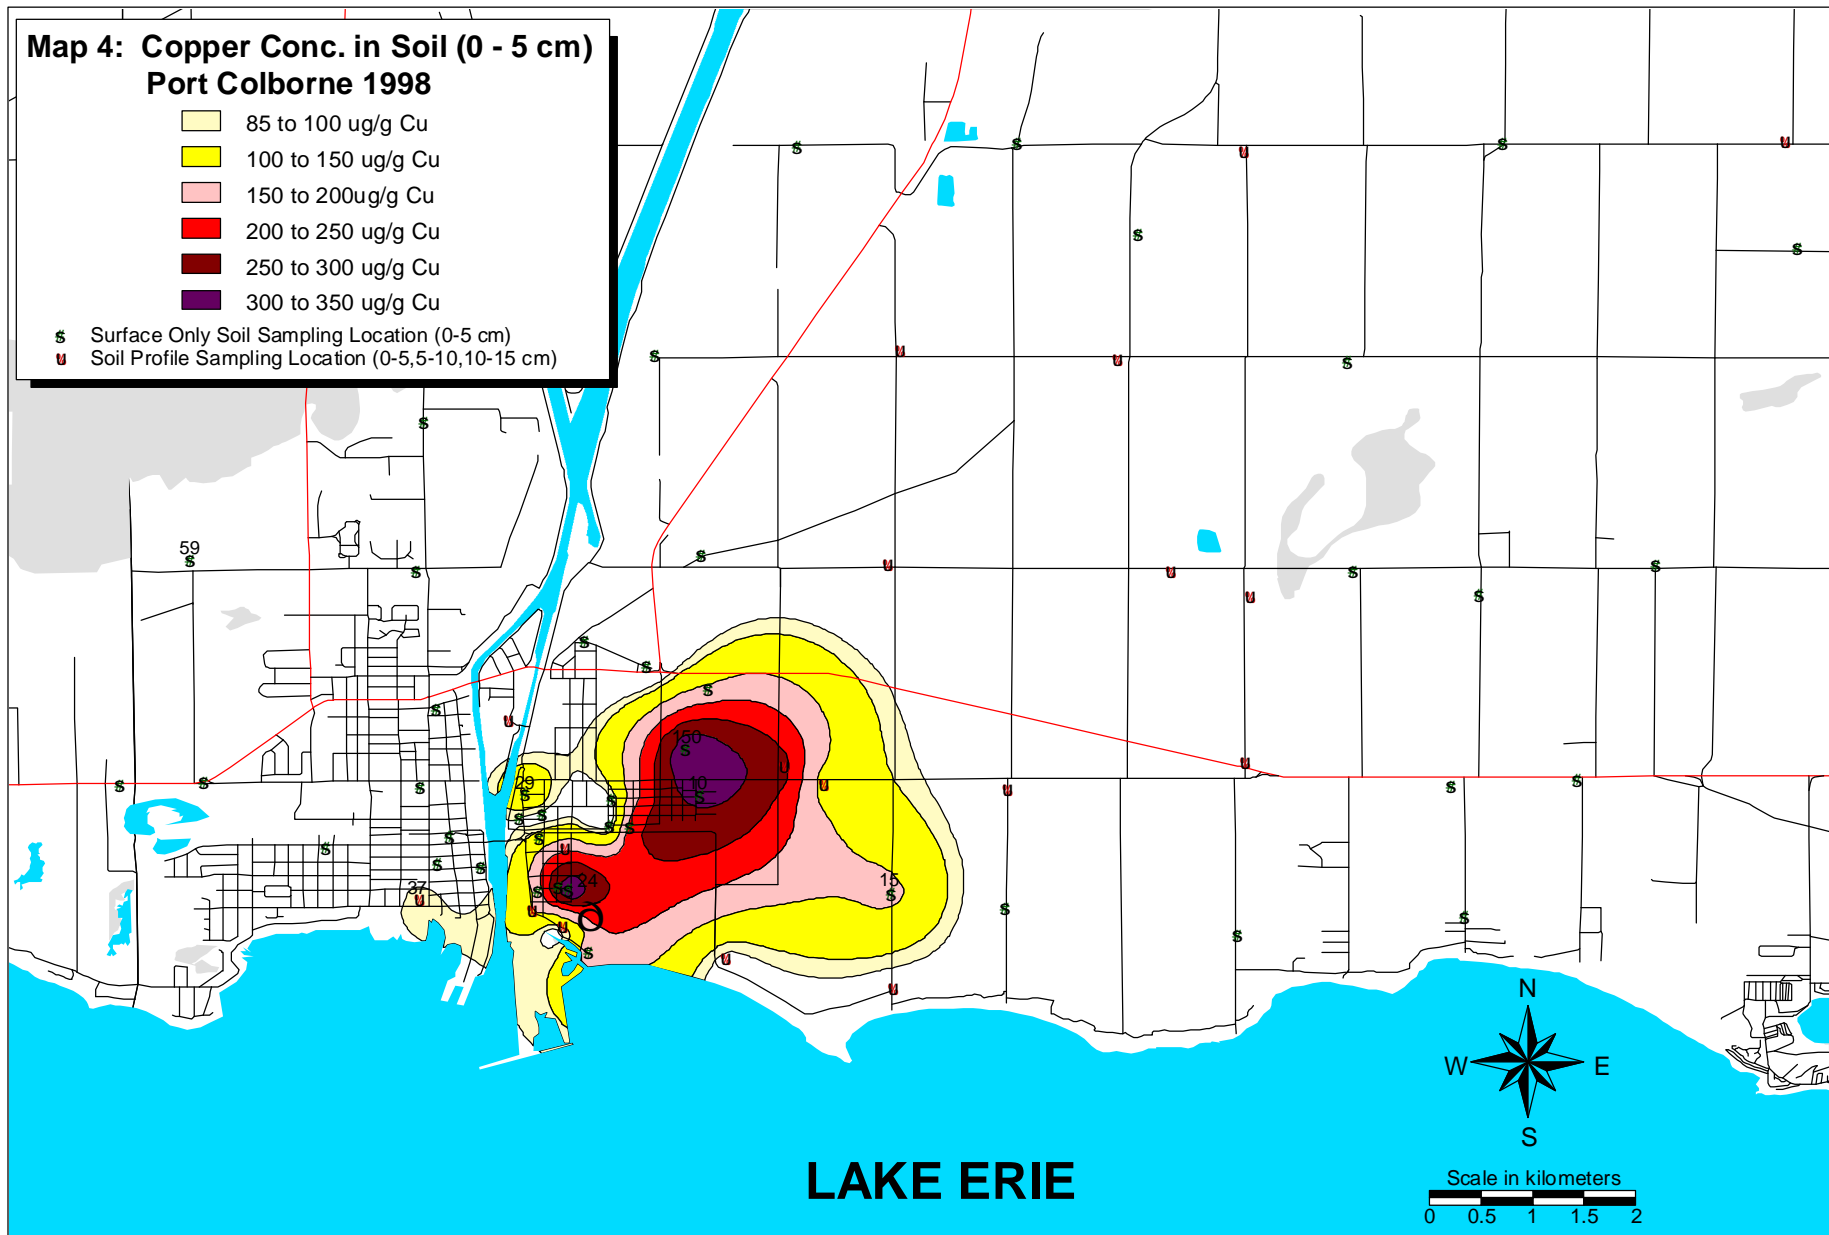 Map 4: Copper Conc. in Soil (0 - 5 cm)
Port Colborne 1998
85 to 100 ug/g Cu
100 to 150 ug/g Cu
150 to 200ug/g Cu
200 to 250 ug/g Cu
250 to 300 ug/g Cu
300 to 350 ug/g Cu
Surface Only Soil Sampling Location (0-5 cm)
Soil Profile Sampling Location (0-5,5-10,10-15 cm)
59
150
29
10
37
24
15
N
W E
S
LAKE ERIE
Scale in kilometers
0 0.5 1 1.5 2